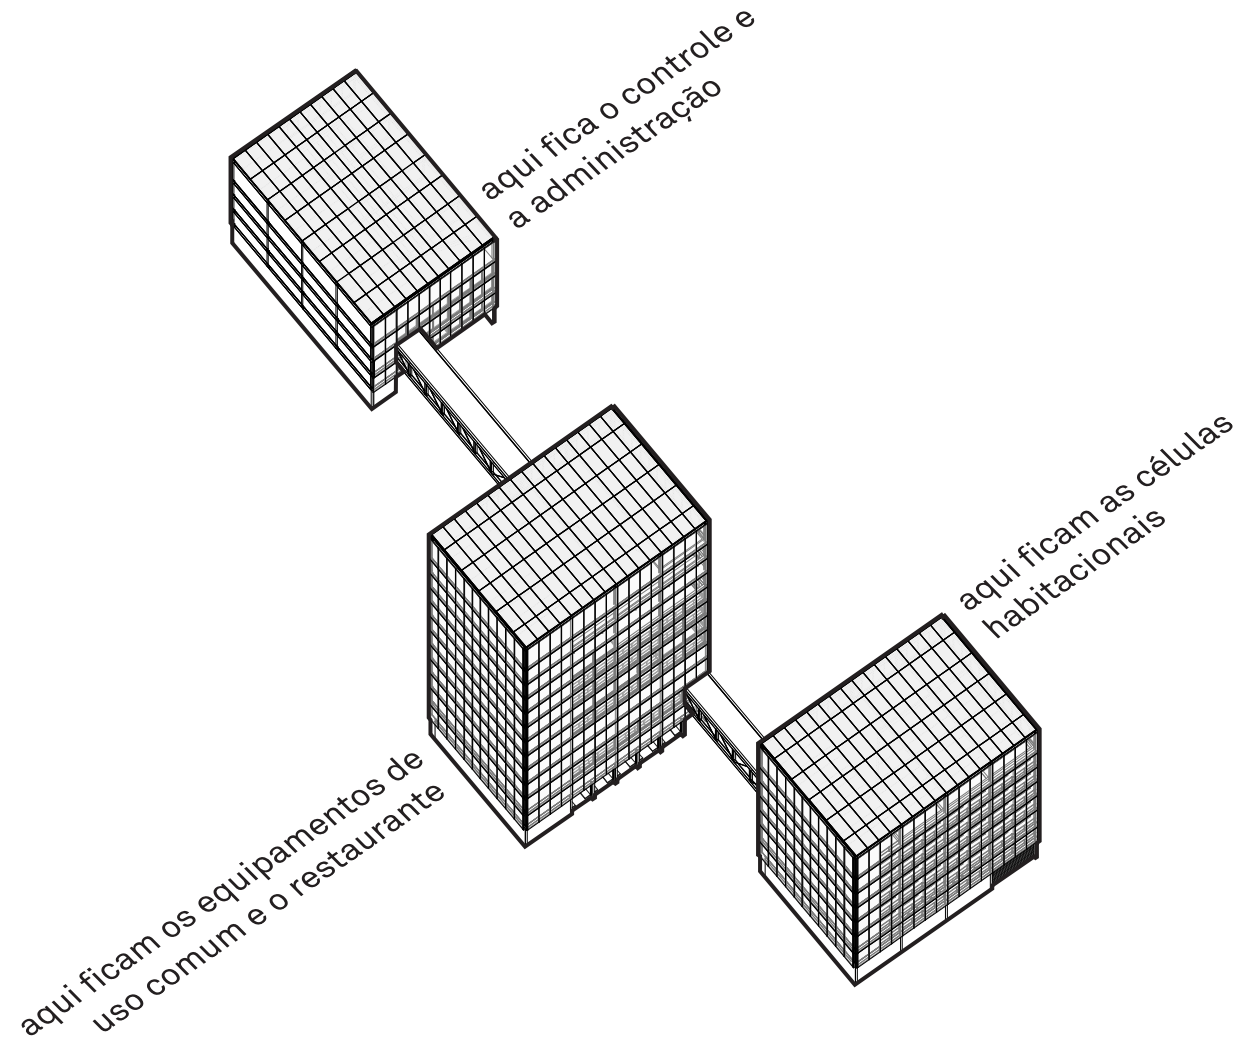 aqui fica o controle e
a administração
aqui ficam as células
habitacionais
aqui ficam os equipamentos de
uso comum e o restaurante